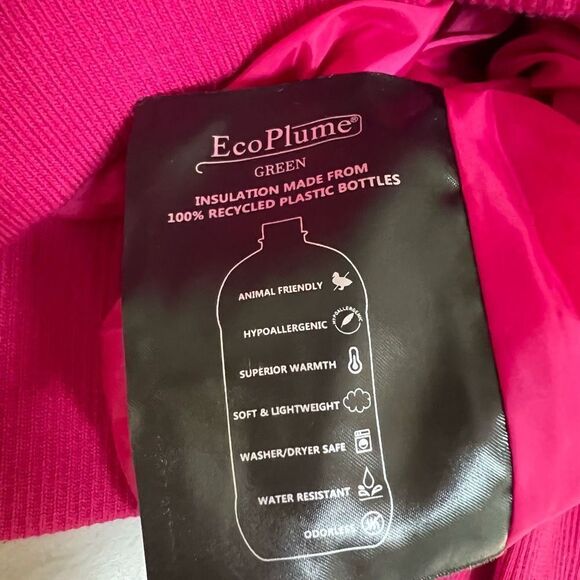 EcoPlume®
GREEN
INSULATION MADE FROM
100% RECYCLED PLASTIC BOTTLES
ANIMAL FRIENDLY
HYPOALLERGENIC
HYPOALLERGENIC
SUPERIOR WARMTH
SOFT & LIGHTWEIGHT
WASHER/DRYER SAFE
WATER RESISTANT
ODORLESS